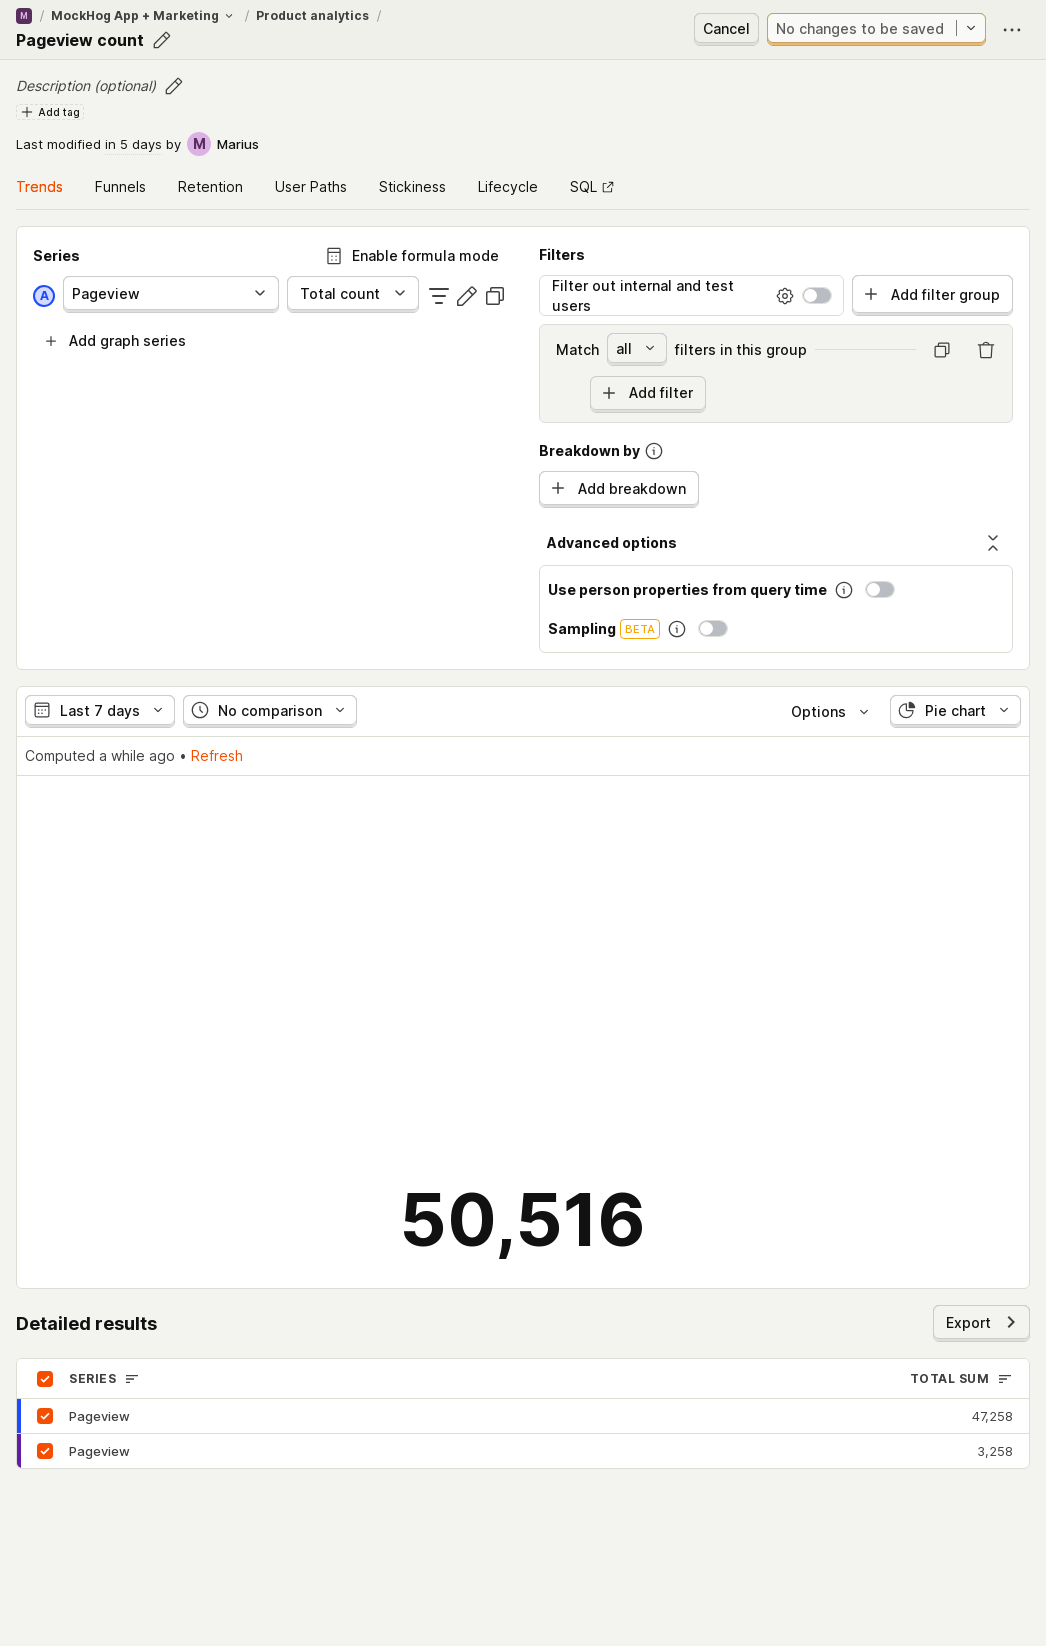 M / MockHog App + Marketing / Product analytics /
Pageview count
Cancel
No changes to be saved
Description (optional)
Add tag
Last modified in 5 days by M Marius
Trends Funnels Retention User Paths Stickiness Lifecycle SQL
Series
Enable formula mode
A Pageview Total count
Add graph series
Filters
Filter out internal and test users
Add filter group
Match all filters in this group
Add filter
Breakdown by
Add breakdown
Advanced options
Use person properties from query time
Sampling BETA
Last 7 days No comparison Options Pie chart
Computed a while ago • Refresh
50,516
Detailed results
Export
SERIES TOTAL SUM
Pageview 47,258
Pageview 3,258